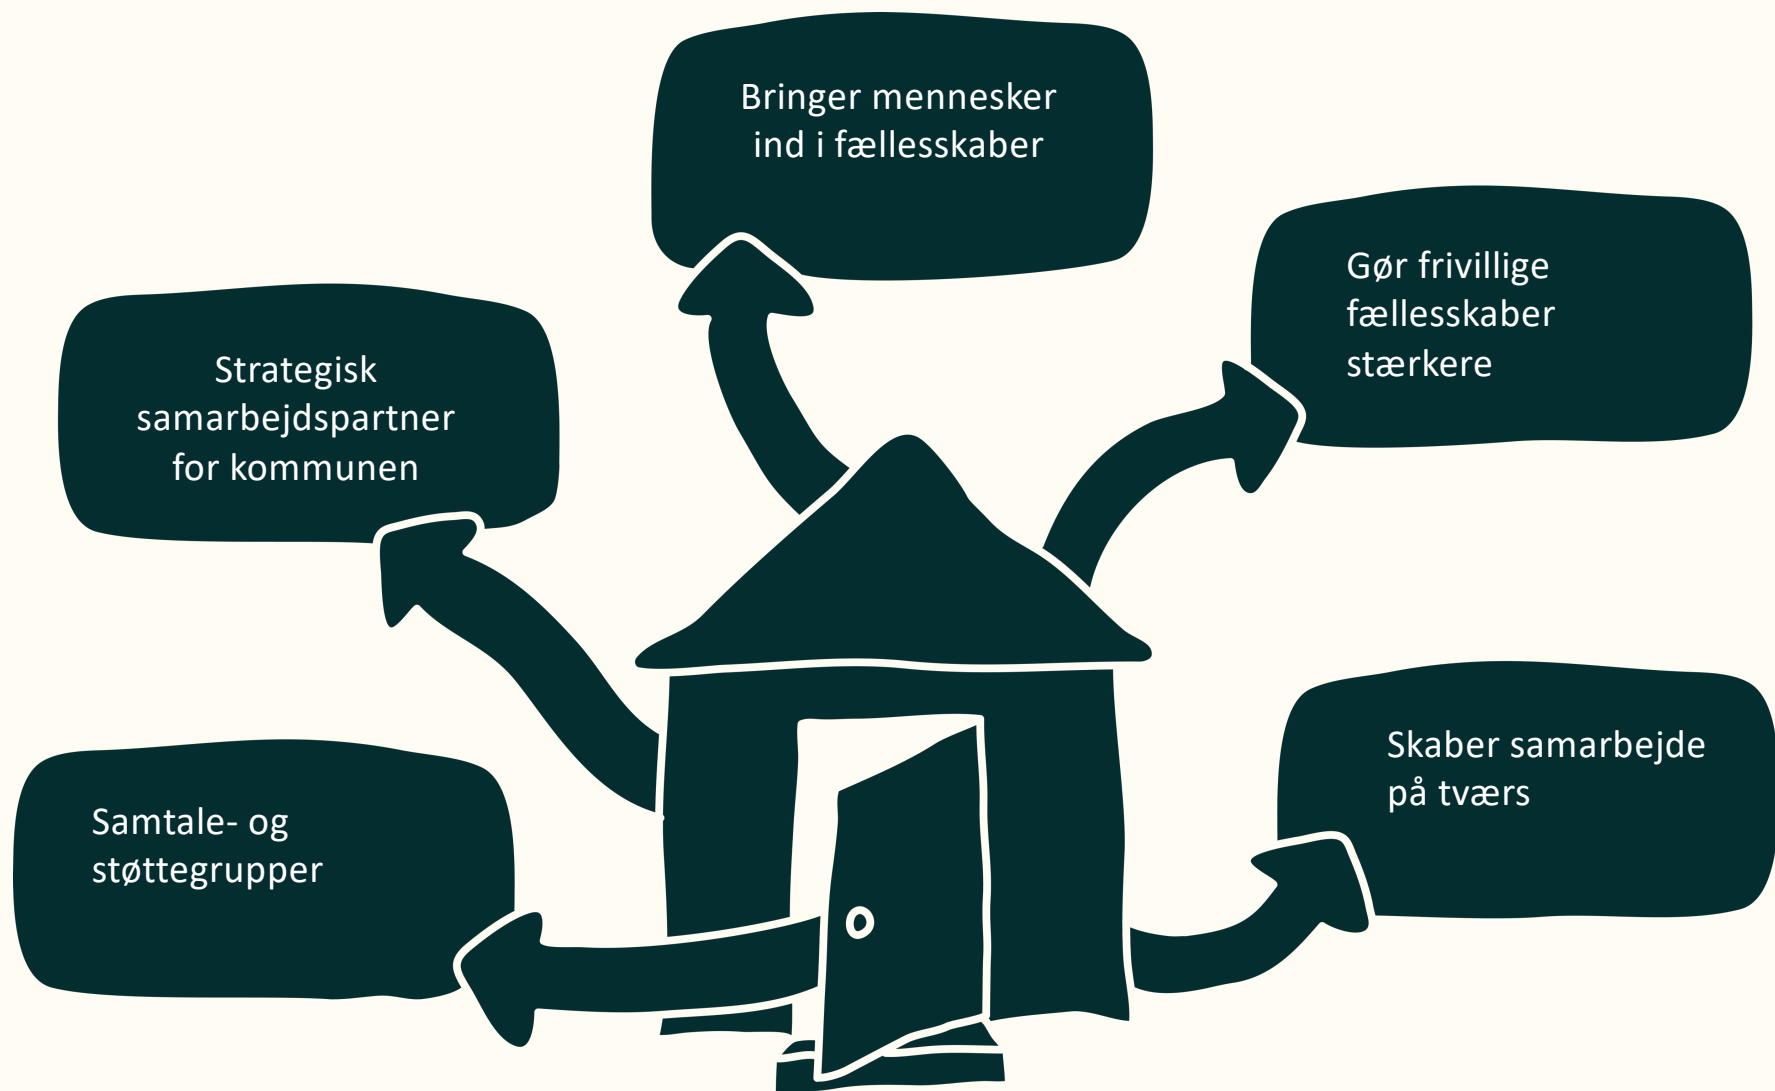 Bringer mennesker
ind i fællesskaber
Gør frivillige
fællesskaber
stærkere
Strategisk
samarbejdspartner
for kommunen
Skaber samarbejde
på tværs
Samtale- og
støttegrupper